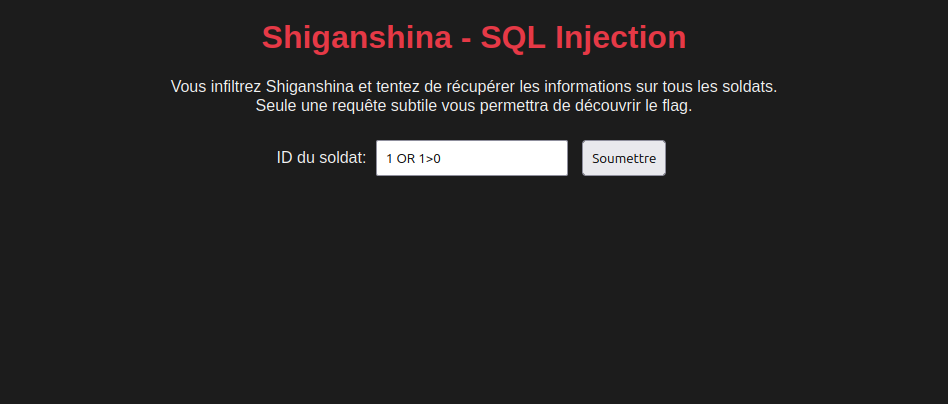 Shiganshina - SQL Injection
Vous infiltrez Shiganshina et tentez de récupérer les informations sur tous les soldats.
Seule une requête subtile vous permettra de découvrir le flag.
ID du soldat: 1 OR 1>0 Soumettre